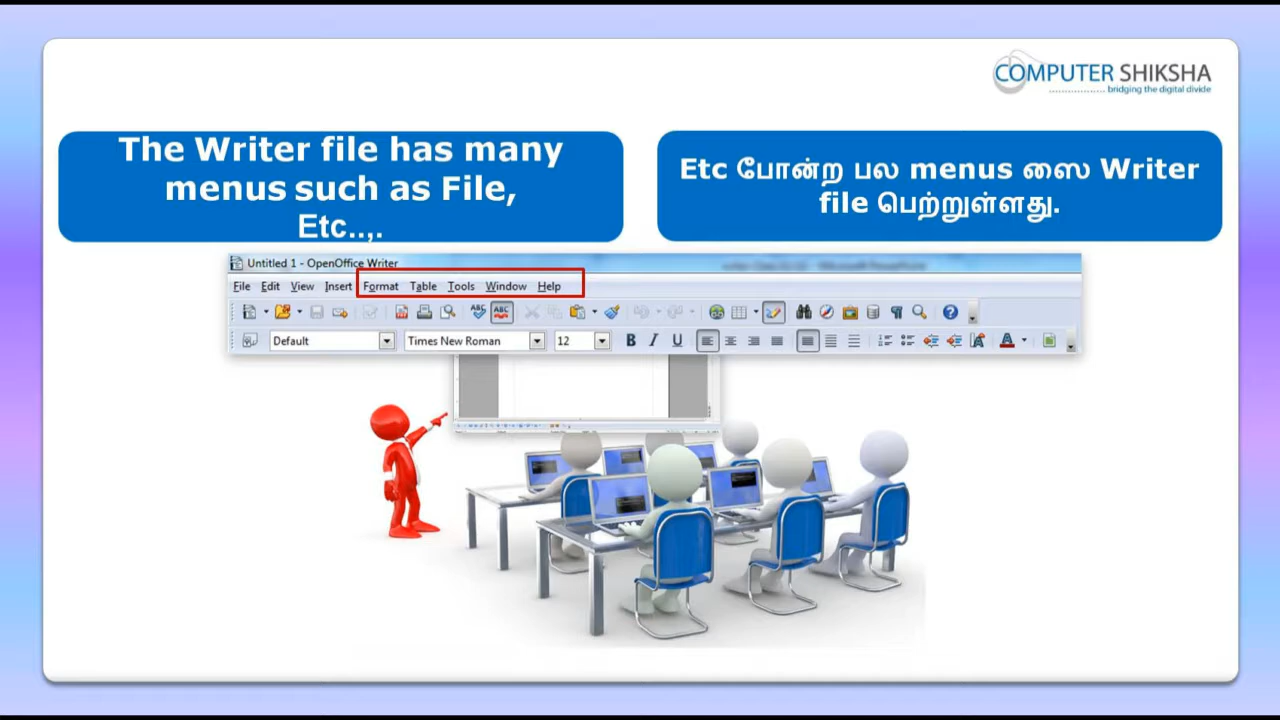 COMPUTER SHIKSHA
bridging the digital divide
The Writer file has many
menus such as File,
Etc..,.
Etc போன்ற பல menus ஸை Writer
file பெற்றுள்ளது.
Untitled 1 - OpenOffice Writer
File Edit View Insert Format Table Tools Window Help
Default Times New Roman 12